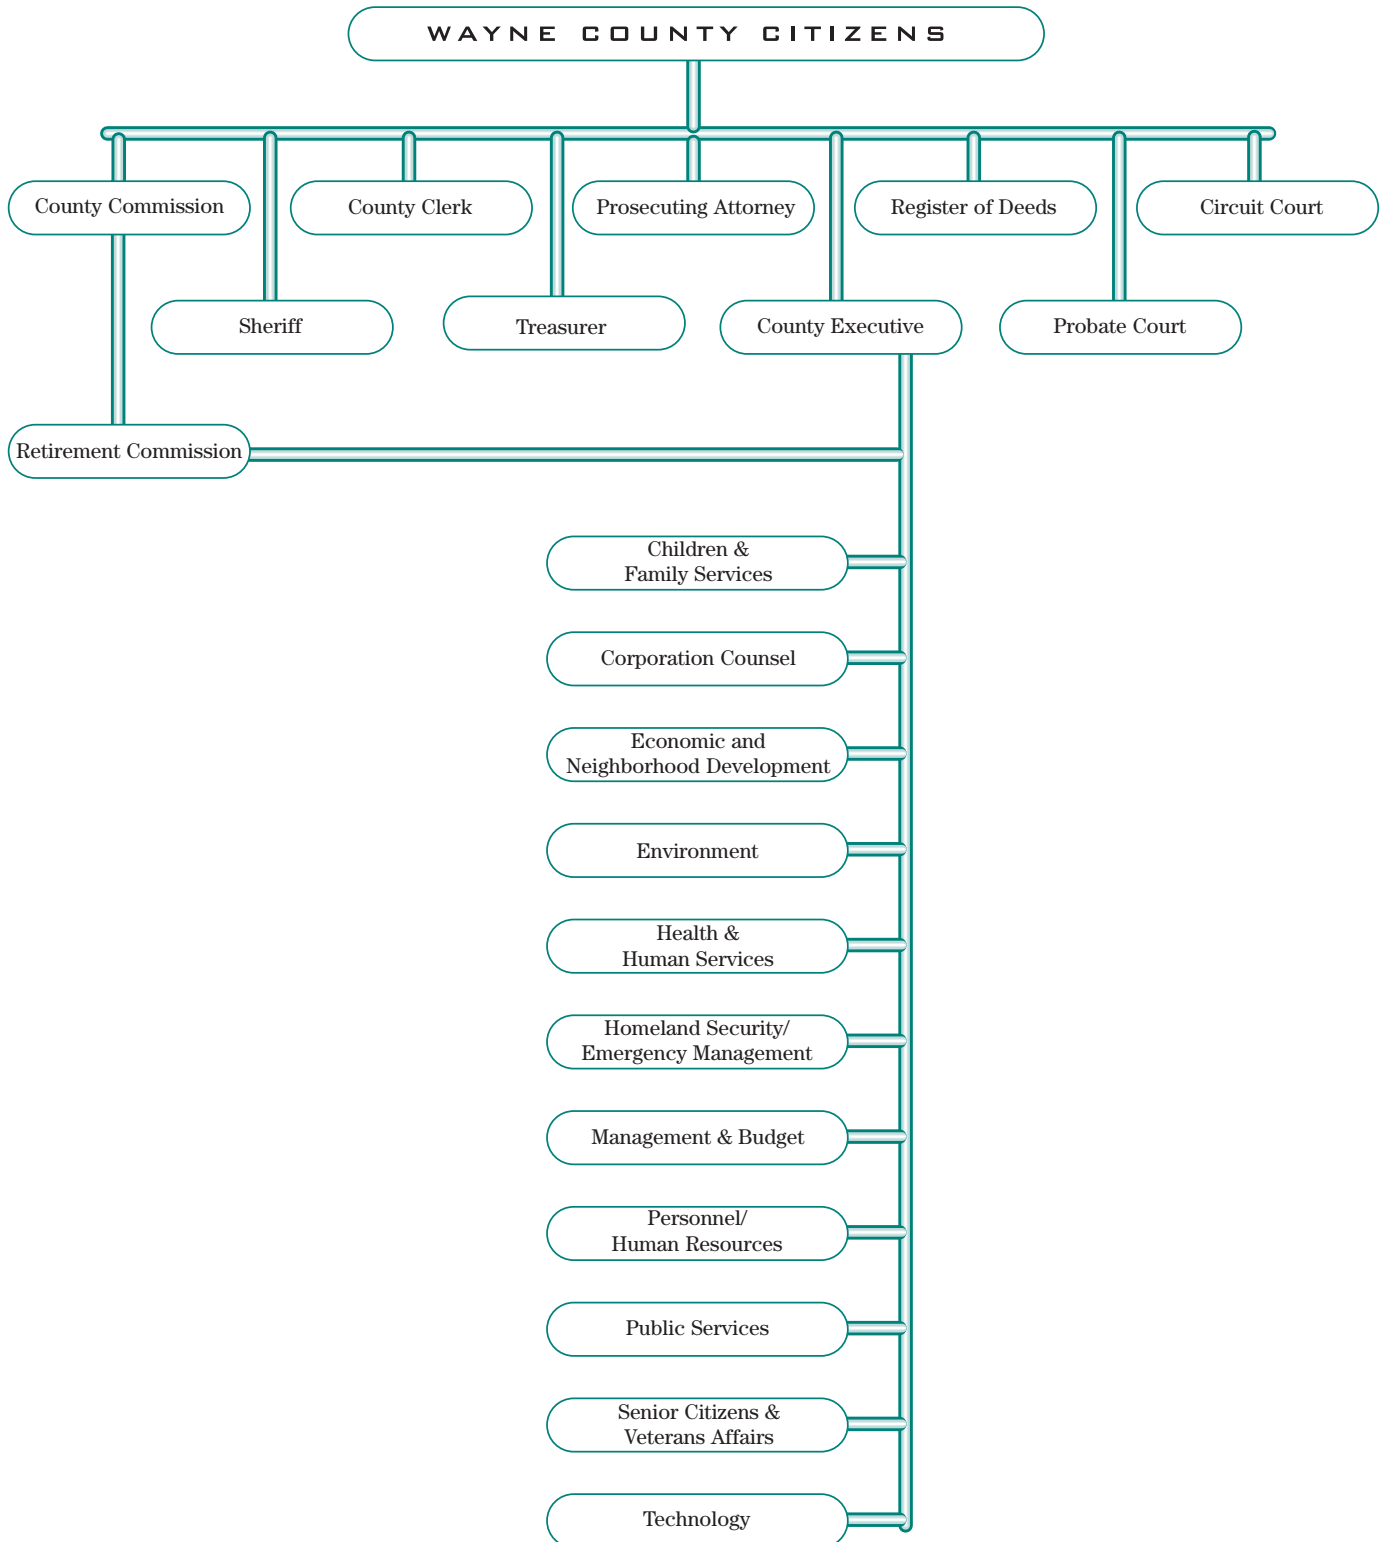 WAYNE COUNTY CITIZENS
County Commission
County Clerk
Prosecuting Attorney
Register of Deeds
Circuit Court
Sheriff
Treasurer
County Executive
Probate Court
Retirement Commission
Children &
Family Services
Corporation Counsel
Economic and
Neighborhood Development
Environment
Health &
Human Services
Homeland Security/
Emergency Management
Management & Budget
Personnel/
Human Resources
Public Services
Senior Citizens &
Veterans Affairs
Technology